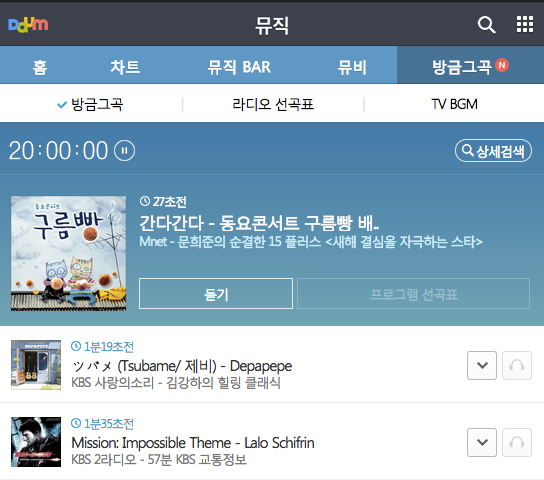 Daum
뮤직
홈 차트 뮤직 BAR 뮤비 방금그곡 N
방금그곡 라디오 선곡표 TV BGM
20:00:00 상세검색
동요콘서트
구름빵
27초전
간다간다 - 동요콘서트 구름빵 배..
Mnet - 문희준의 순결한 15 플러스 <새해 결심을 자극하는 스타>
듣기 프로그램 선곡표
DEPAPEPE
1분19초전
ツバメ (Tsubame/ 제비) - Depapepe
KBS 사랑의소리 - 김강하의 힐링 클래식
1분35초전
Mission: Impossible Theme - Lalo Schifrin
KBS 2라디오 - 57분 KBS 교통정보